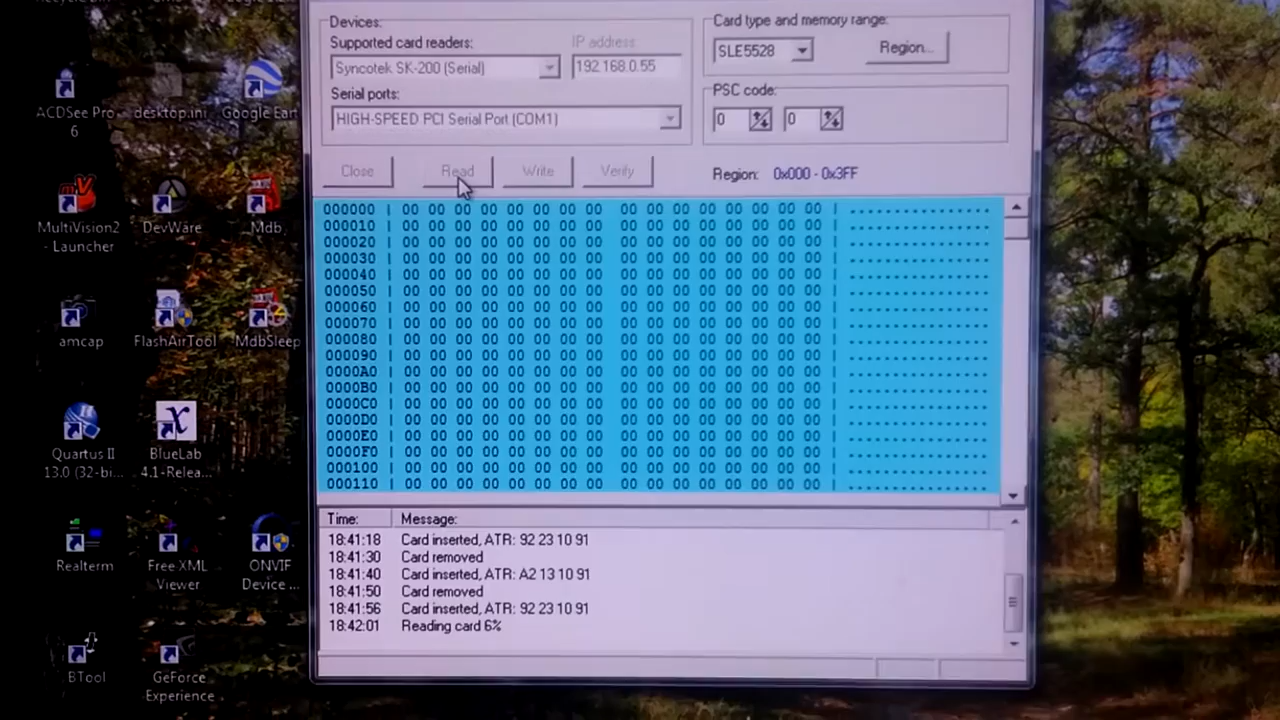 Devices:
Supported card readers:
IP address:
Syncotek SK-200 (Serial)
192.168.0.55
Serial ports:
HIGH-SPEED PCI Serial Port (COM1)
Card type and memory range:
SLE5528
Region...
PSC code:
0
0
Close
Read
Write
Verify
Region: 0x000 - 0x3FF
000000 | 00 00 00 00 00 00 00 00 00 00 00 00 00 00 00 00 | ................
000010 | 00 00 00 00 00 00 00 00 00 00 00 00 00 00 00 00 | ................
000020 | 00 00 00 00 00 00 00 00 00 00 00 00 00 00 00 00 | ................
000030 | 00 00 00 00 00 00 00 00 00 00 00 00 00 00 00 00 | ................
000040 | 00 00 00 00 00 00 00 00 00 00 00 00 00 00 00 00 | ................
000050 | 00 00 00 00 00 00 00 00 00 00 00 00 00 00 00 00 | ................
000060 | 00 00 00 00 00 00 00 00 00 00 00 00 00 00 00 00 | ................
000070 | 00 00 00 00 00 00 00 00 00 00 00 00 00 00 00 00 | ................
000080 | 00 00 00 00 00 00 00 00 00 00 00 00 00 00 00 00 | ................
000090 | 00 00 00 00 00 00 00 00 00 00 00 00 00 00 00 00 | ................
0000A0 | 00 00 00 00 00 00 00 00 00 00 00 00 00 00 00 00 | ................
0000B0 | 00 00 00 00 00 00 00 00 00 00 00 00 00 00 00 00 | ................
0000C0 | 00 00 00 00 00 00 00 00 00 00 00 00 00 00 00 00 | ................
0000D0 | 00 00 00 00 00 00 00 00 00 00 00 00 00 00 00 00 | ................
0000E0 | 00 00 00 00 00 00 00 00 00 00 00 00 00 00 00 00 | ................
0000F0 | 00 00 00 00 00 00 00 00 00 00 00 00 00 00 00 00 | ................
000100 | 00 00 00 00 00 00 00 00 00 00 00 00 00 00 00 00 | ................
000110 | 00 00 00 00 00 00 00 00 00 00 00 00 00 00 00 00 | ................
Time: Message:
18:41:18 Card inserted, ATR: 92 23 10 91
18:41:30 Card removed
18:41:40 Card inserted, ATR: A2 13 10 91
18:41:50 Card removed
18:41:56 Card inserted, ATR: 92 23 10 91
18:42:01 Reading card 6%
ACDSee Pro
6
desktop.ini
Google Eart
MultiVision2
- Launcher
DevWare
Mdb
amcap
FlashAirTool
MdbSleep
Quartus II
13.0 (32-bi...
BlueLab
4.1-Relea...
Realterm
Free XML
Viewer
ONVIF
Device ...
BTool
GeForce
Experience